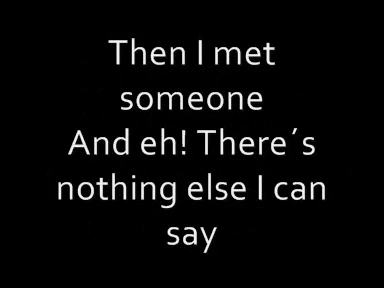 Then I met
someone
And eh! There´s
nothing else I can
say